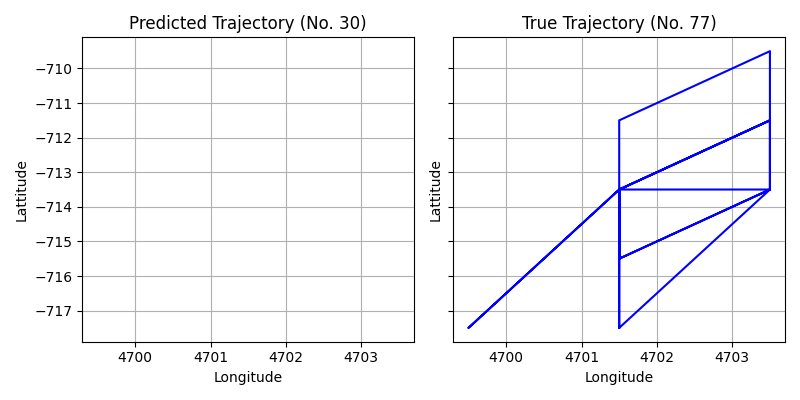 Predicted Trajectory (No. 30)
True Trajectory (No. 77)
Lattitude
−710
−711
−712
−713
−714
−715
−716
−717
4700
4701
4702
4703
Longitude
Lattitude
4700
4701
4702
4703
Longitude